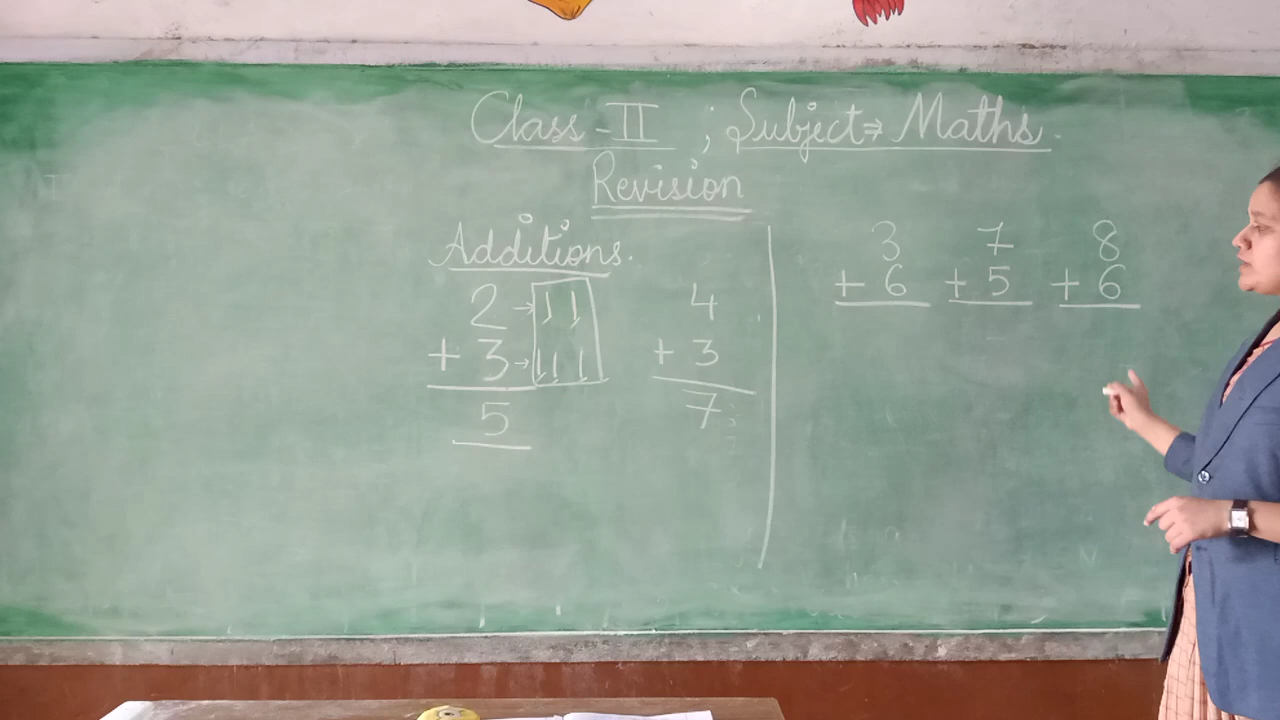 Class - II ; Subject ⇒ Maths.
Revision
Additions.
2 → | |
+ 3 → | | |
5
4
+ 3
7
3
+ 6
7
+ 5
8
+ 6